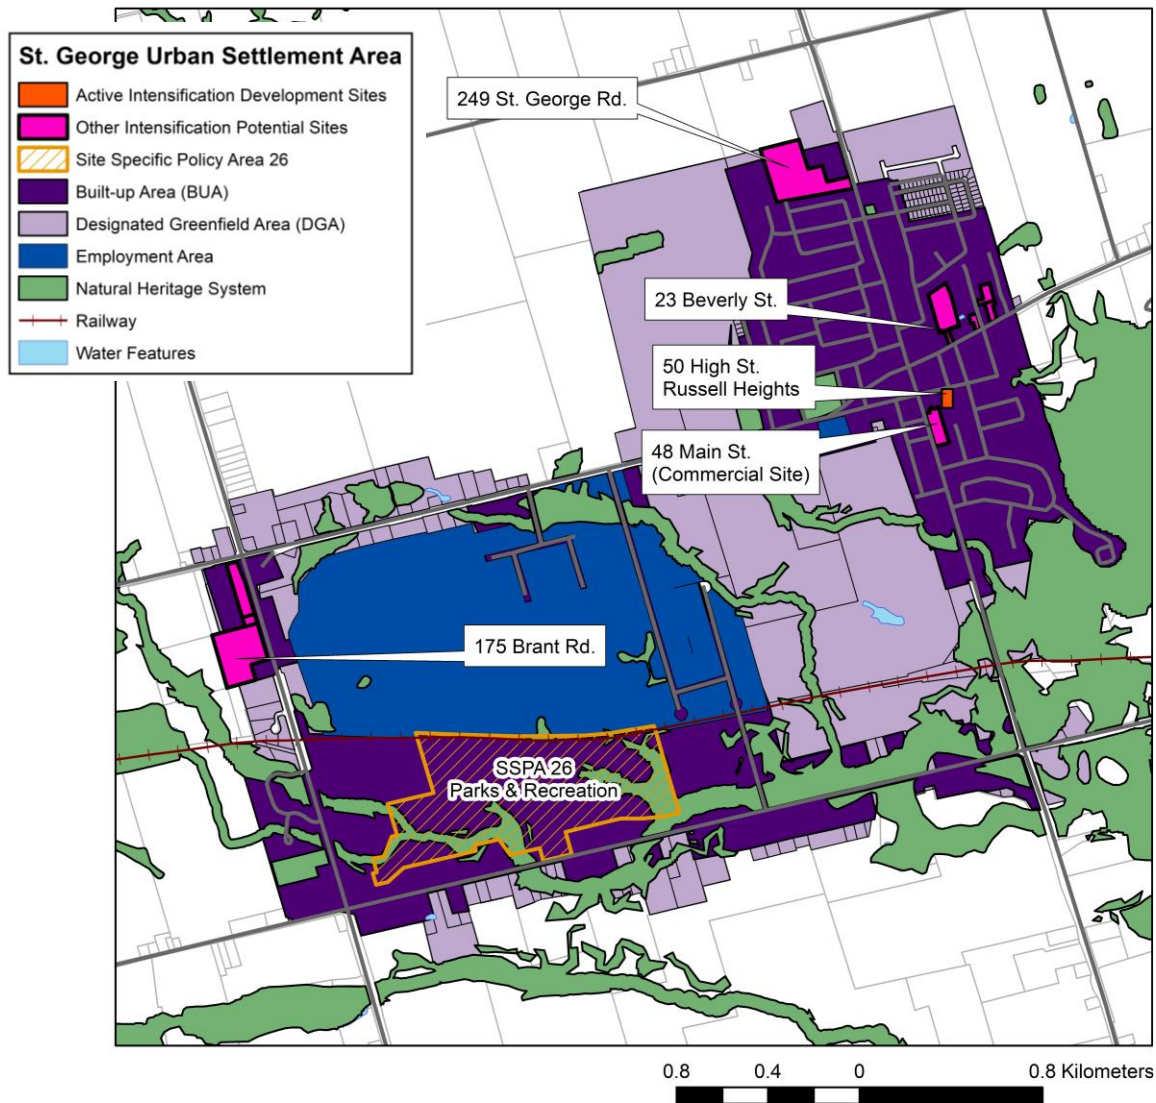 St. George Urban Settlement Area
Active Intensification Development Sites
Other Intensification Potential Sites
Site Specific Policy Area 26
Built-up Area (BUA)
Designated Greenfield Area (DGA)
Employment Area
Natural Heritage System
Railway
Water Features
249 St. George Rd.
23 Beverly St.
50 High St.
Russell Heights
48 Main St.
(Commercial Site)
175 Brant Rd.
SSPA 26
Parks & Recreation
0.8 0.4 0 0.8 Kilometers